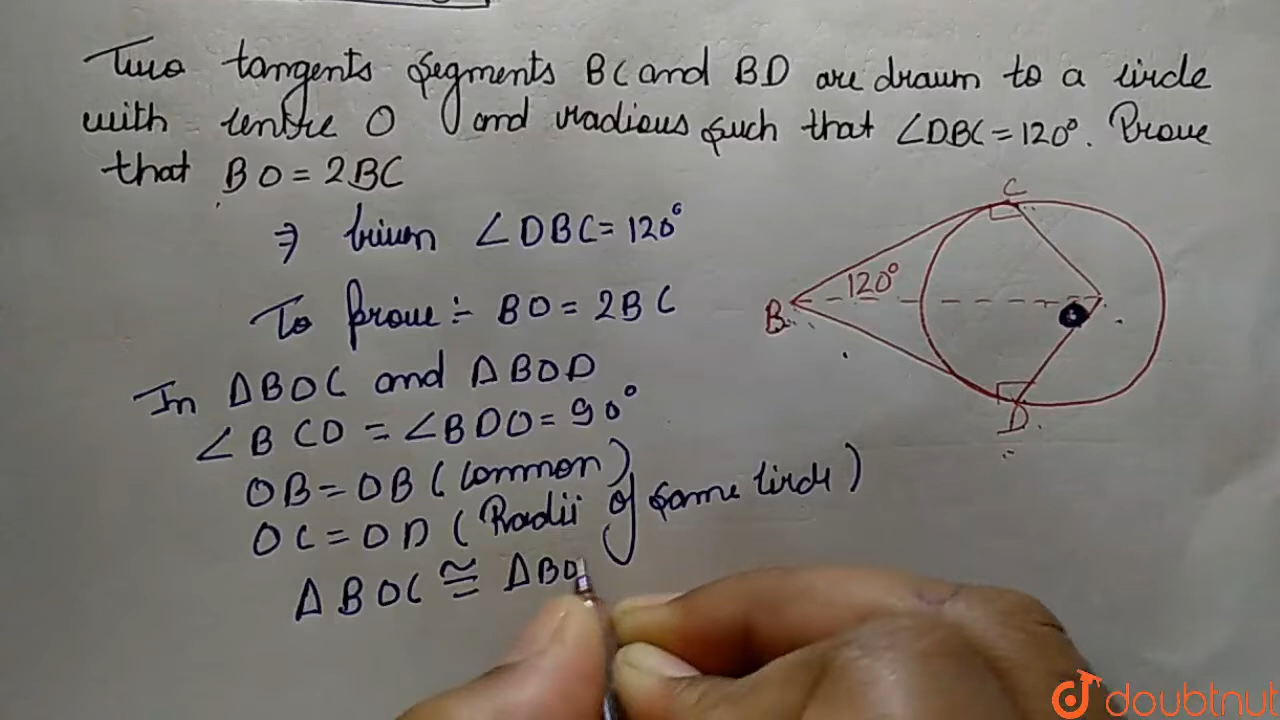 Two tangents segments BC and BD are drawn to a circle
with centre O and radious such that ∠DBC = 120°. Prove
that BO = 2BC
⇒ Given ∠DBC = 120°
To prove :- BO = 2BC
In ΔBOC and ΔBOD
∠BCO = ∠BDO = 90°
OB = OB (Common)
OC = OD (Radii of same circle)
ΔBOC ≅ ΔBO
C
120°
B
D
doubtnut